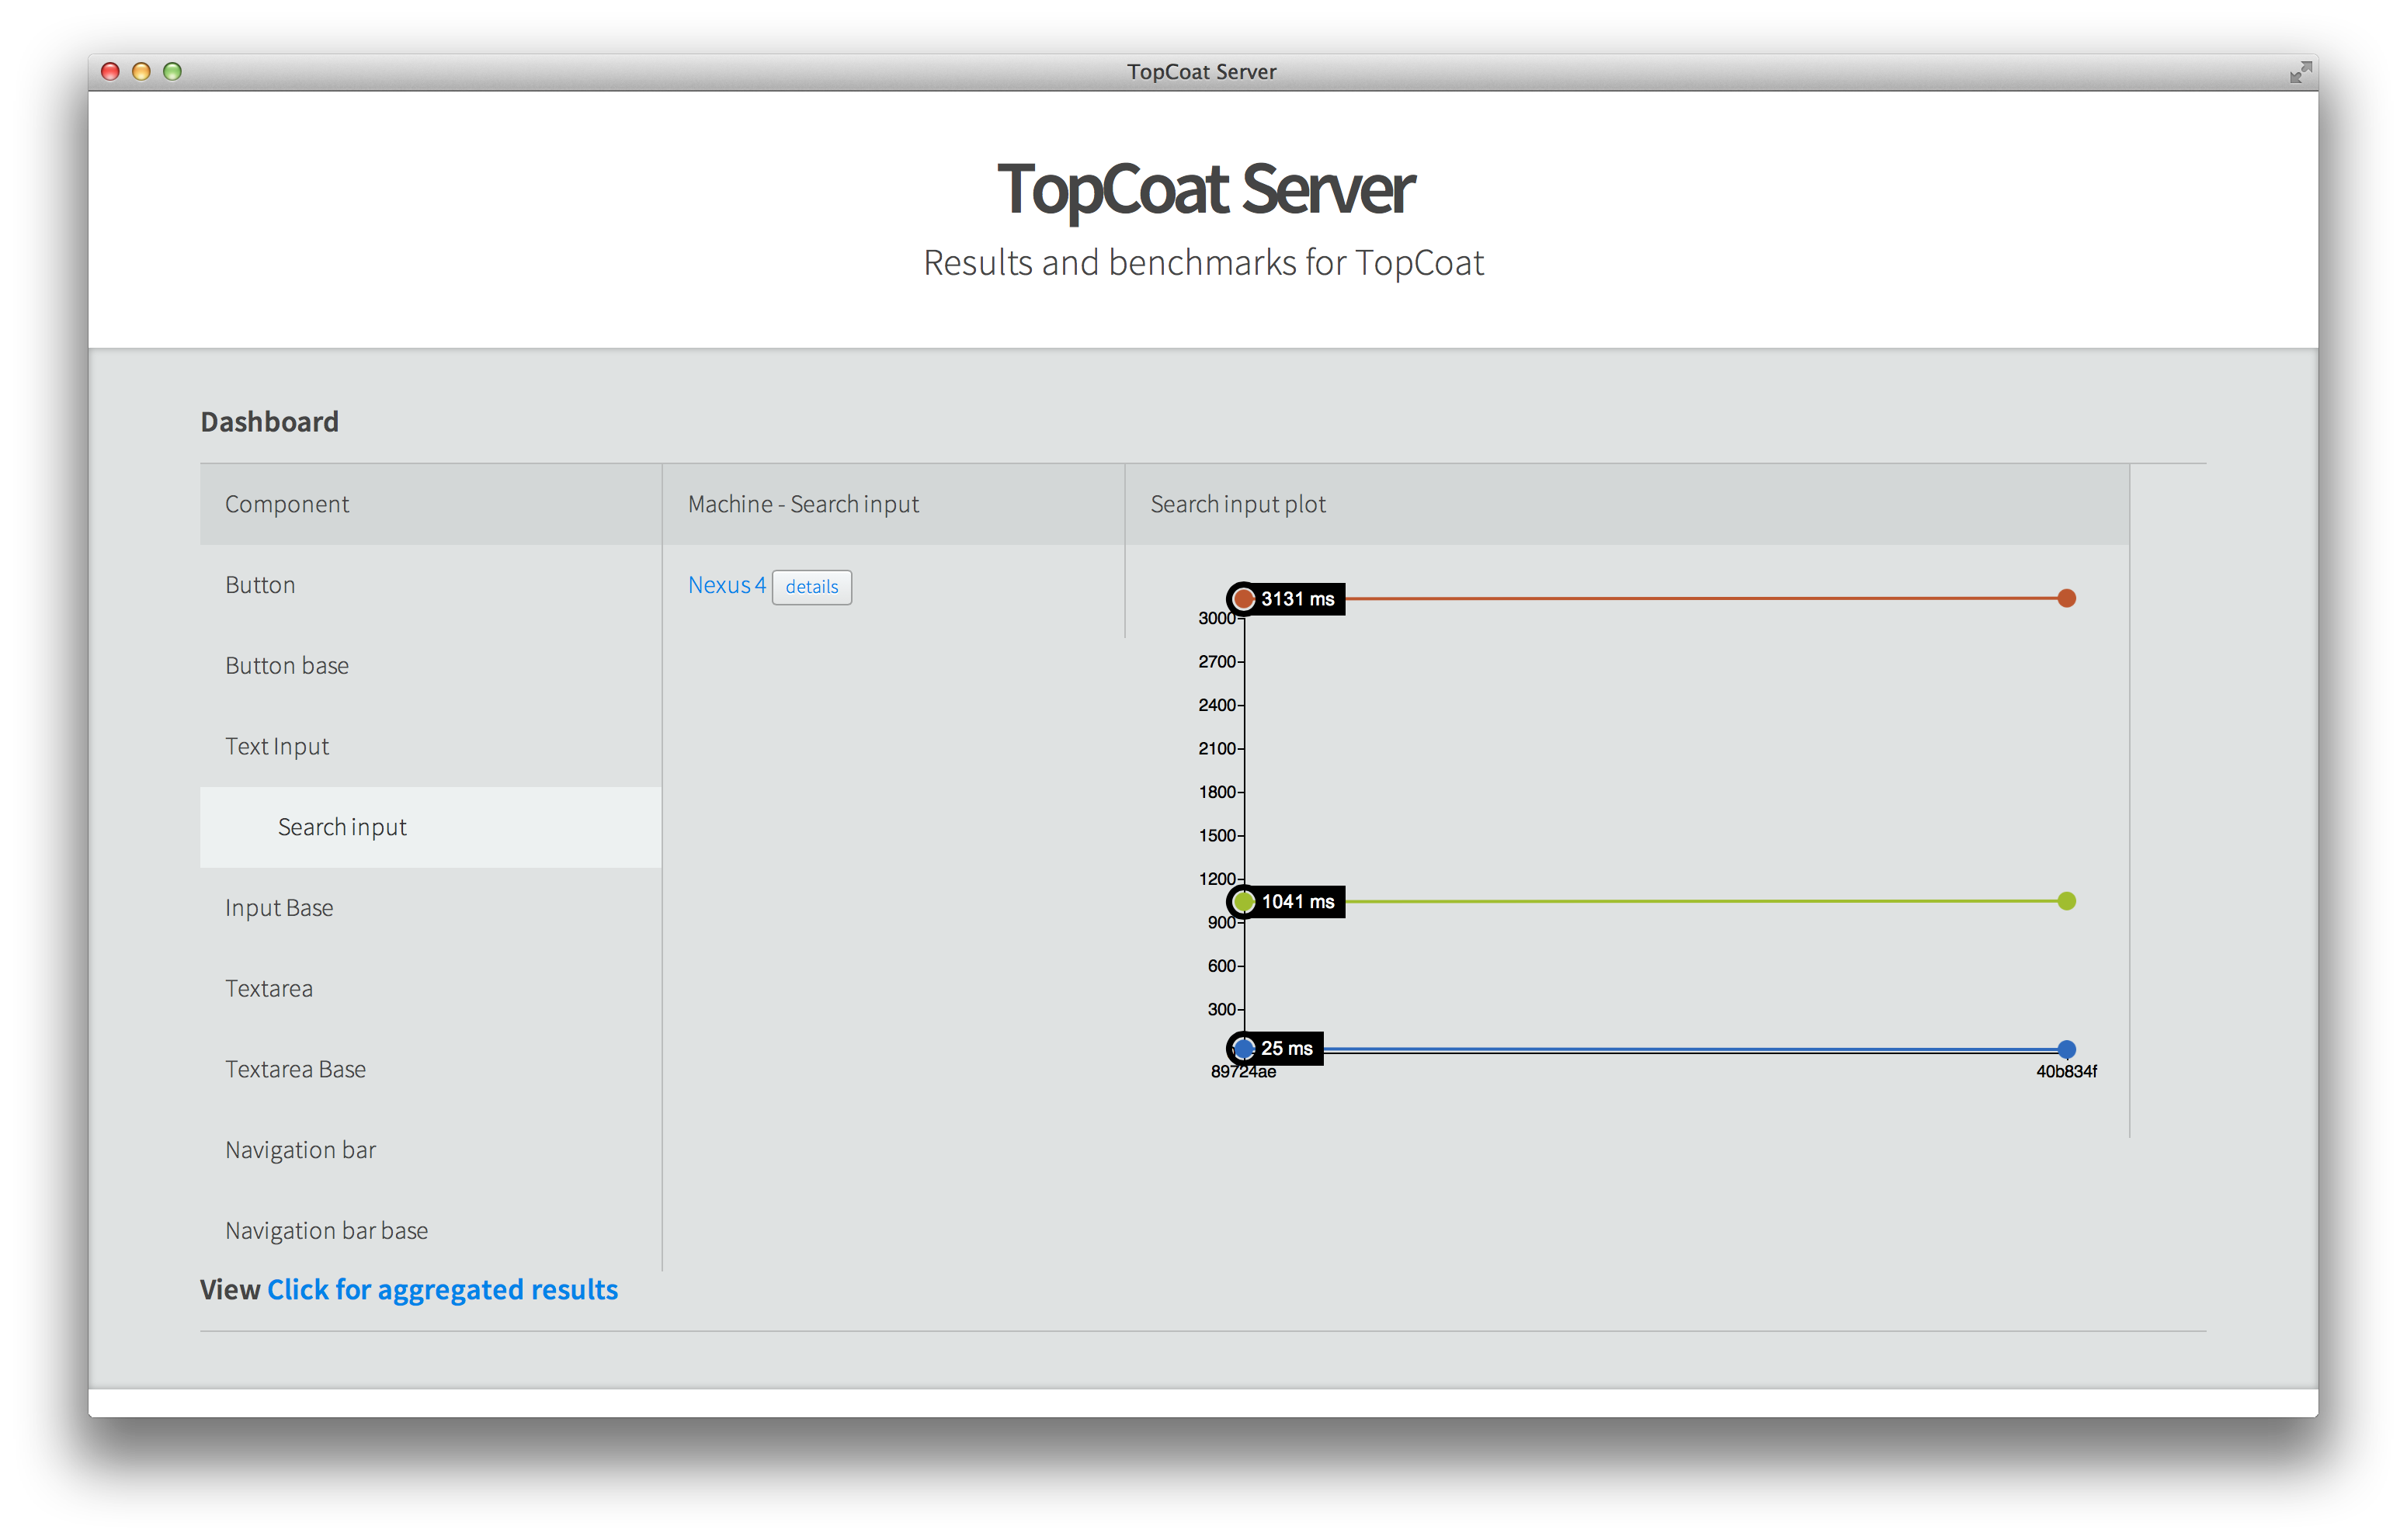 TopCoat Server
TopCoat Server
Results and benchmarks for TopCoat
Dashboard
Component
Machine - Search input
Search input plot
Button
Nexus 4 details
Button base
Text Input
Search input
Input Base
Textarea
Textarea Base
Navigation bar
Navigation bar base
3131 ms
3000
2700
2400
2100
1800
1500
1200
1041 ms
900
600
300
25 ms
89724ae
40b834f
View Click for aggregated results